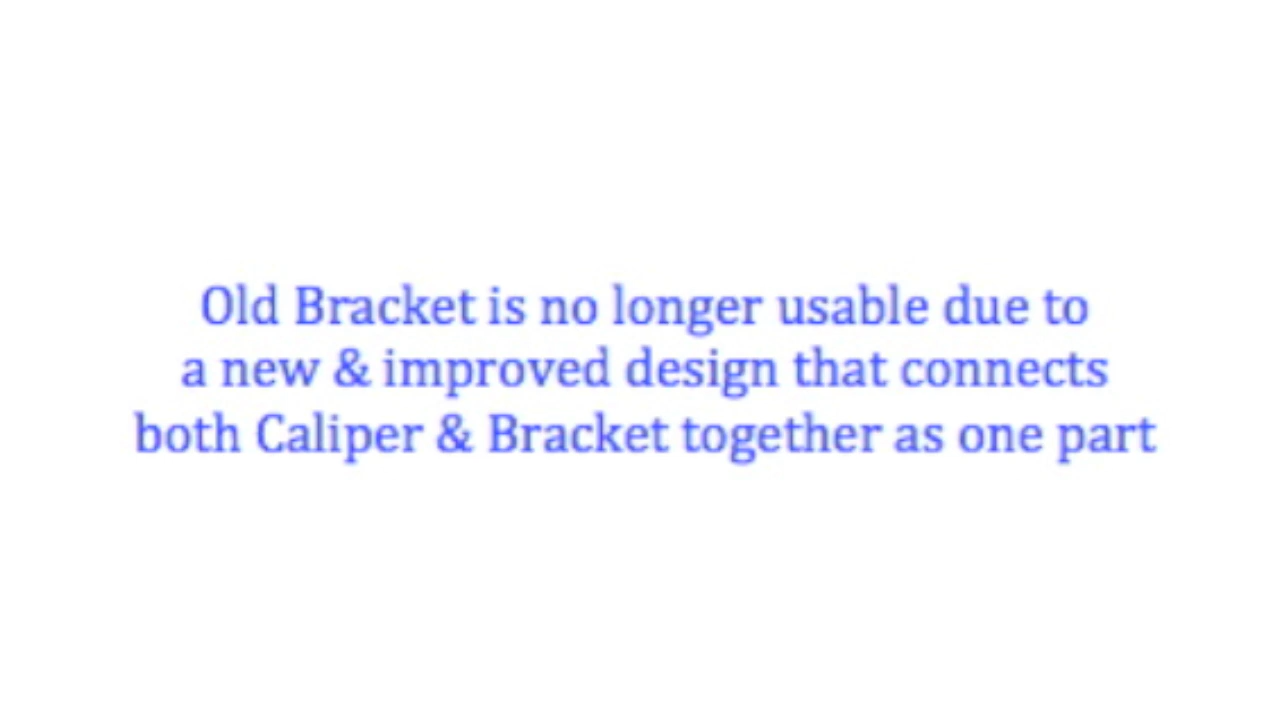 Old Bracket is no longer usable due to
a new & improved design that connects
both Caliper & Bracket together as one part